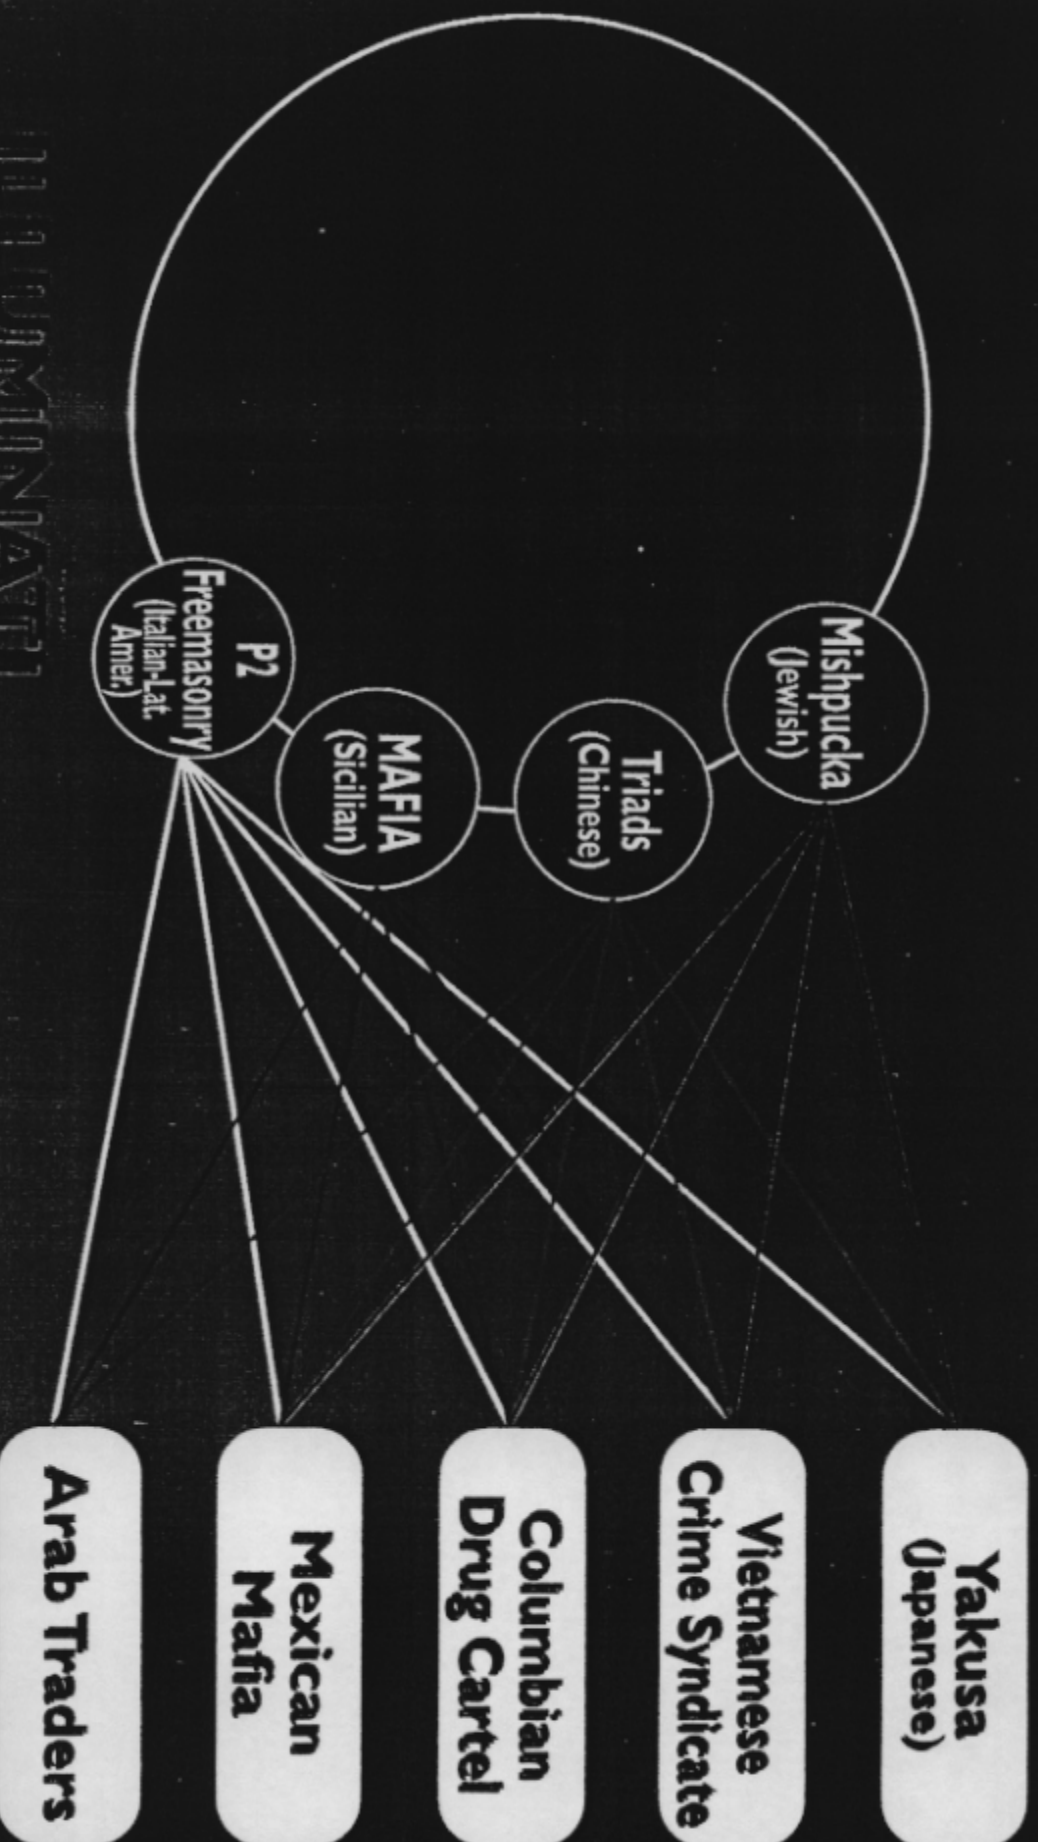 Mishpucka
(Jewish)
Triads
(Chinese)
MAFIA
(Sicilian)
P2
Freemasonry
(Italian-Lat.
Amer.)
Yakusa
(Japanese)
Vietnamese
Crime Syndicate
Columbian
Drug Cartel
Mexican
Mafia
Arab Traders
ILLUMINATI